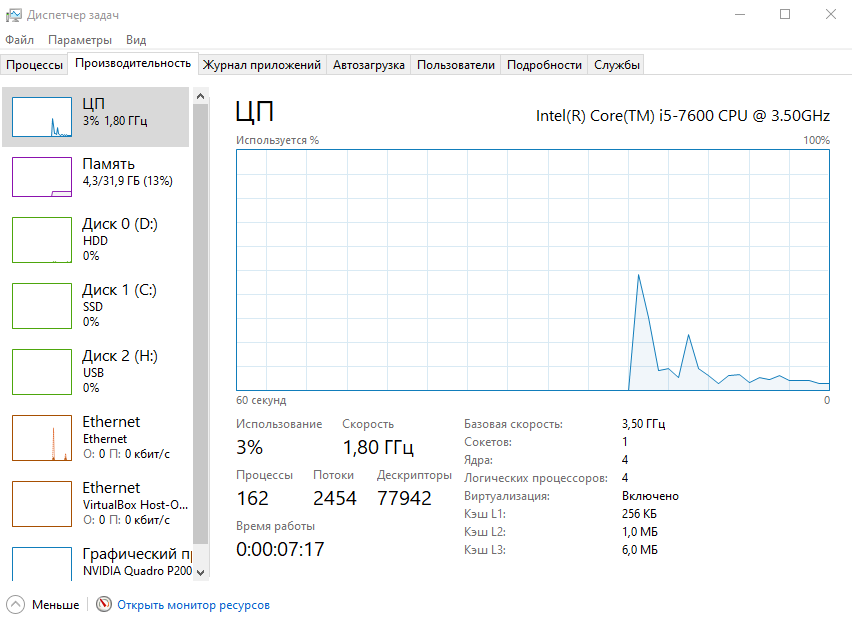 Диспетчер задач
Файл Параметры Вид
Процессы Производительность Журнал приложений Автозагрузка Пользователи Подробности Службы
ЦП
3% 1,80 ГГц
Память
4,3/31,9 ГБ (13%)
Диск 0 (D:)
HDD
0%
Диск 1 (C:)
SSD
0%
Диск 2 (H:)
USB
0%
Ethernet
Ethernet
О: 0 П: 0 кбит/с
Ethernet
VirtualBox Host-O...
О: 0 П: 0 кбит/с
Графический п
NVIDIA Quadro P200
ЦП
Intel(R) Core(TM) i5-7600 CPU @ 3.50GHz
Используется % 100%
60 секунд 0
Использование Скорость
3% 1,80 ГГц
Процессы Потоки Дескрипторы
162 2454 77942
Время работы
0:00:07:17
Базовая скорость: 3,50 ГГц
Сокетов: 1
Ядра: 4
Логических процессоров: 4
Виртуализация: Включено
Кэш L1: 256 КБ
Кэш L2: 1,0 МБ
Кэш L3: 6,0 МБ
Меньше Открыть монитор ресурсов